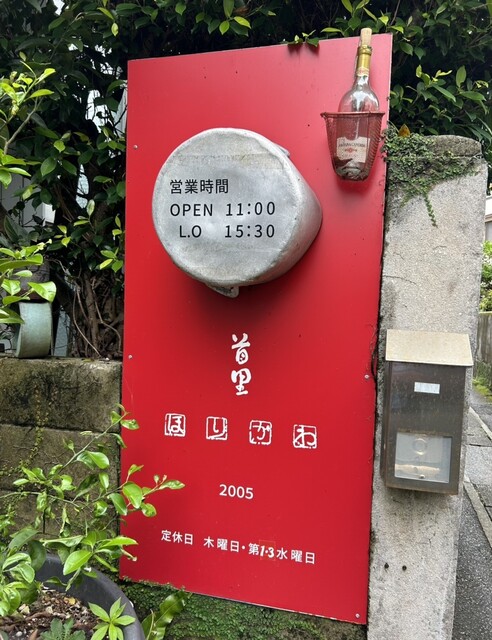 営業時間
OPEN 11:00
L.O 15:30
首里
ほりかわ
2005
定休日 木曜日・第1・3水曜日